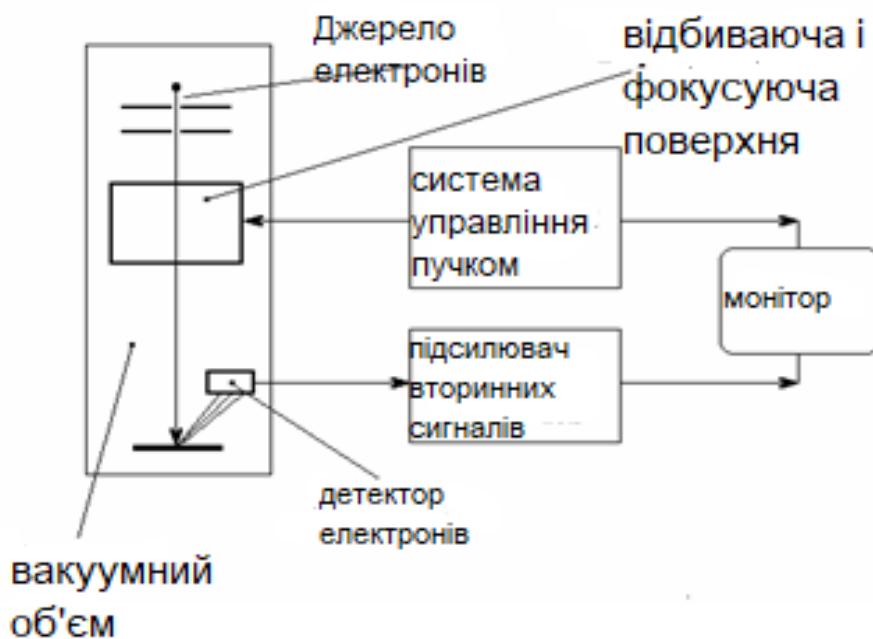 Джерело
електронів
відбиваюча і
фокусуюча
поверхня
система
управління
пучком
монітор
підсилювач
вторинних
сигналів
детектор
електронів
вакуумний
об'єм